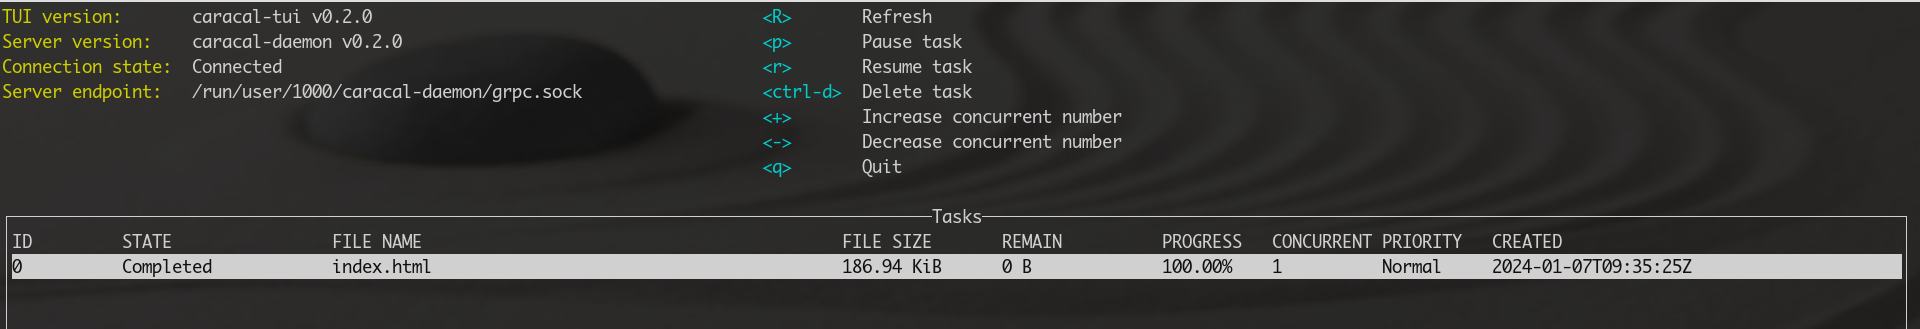 TUI version: caracal-tui v0.2.0 <R> Refresh
Server version: caracal-daemon v0.2.0 <p> Pause task
Connection state: Connected <r> Resume task
Server endpoint: /run/user/1000/caracal-daemon/grpc.sock <ctrl-d> Delete task
<+> Increase concurrent number
<-> Decrease concurrent number
<q> Quit
Tasks
ID STATE FILE NAME FILE SIZE REMAIN PROGRESS CONCURRENT PRIORITY CREATED
0 Completed index.html 186.94 KiB 0 B 100.00% 1 Normal 2024-01-07T09:35:25Z